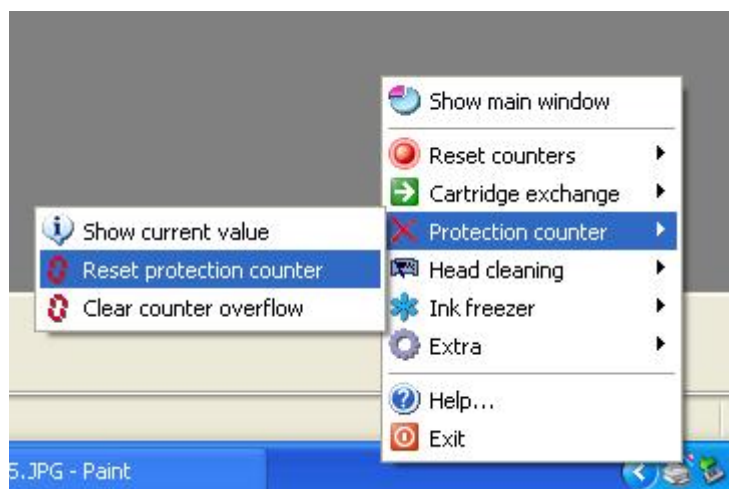 Show main window
Reset counters
Cartridge exchange
Protection counter
Head cleaning
Ink freezer
Extra
Help...
Exit
Show current value
Reset protection counter
Clear counter overflow
5.JPG - Paint